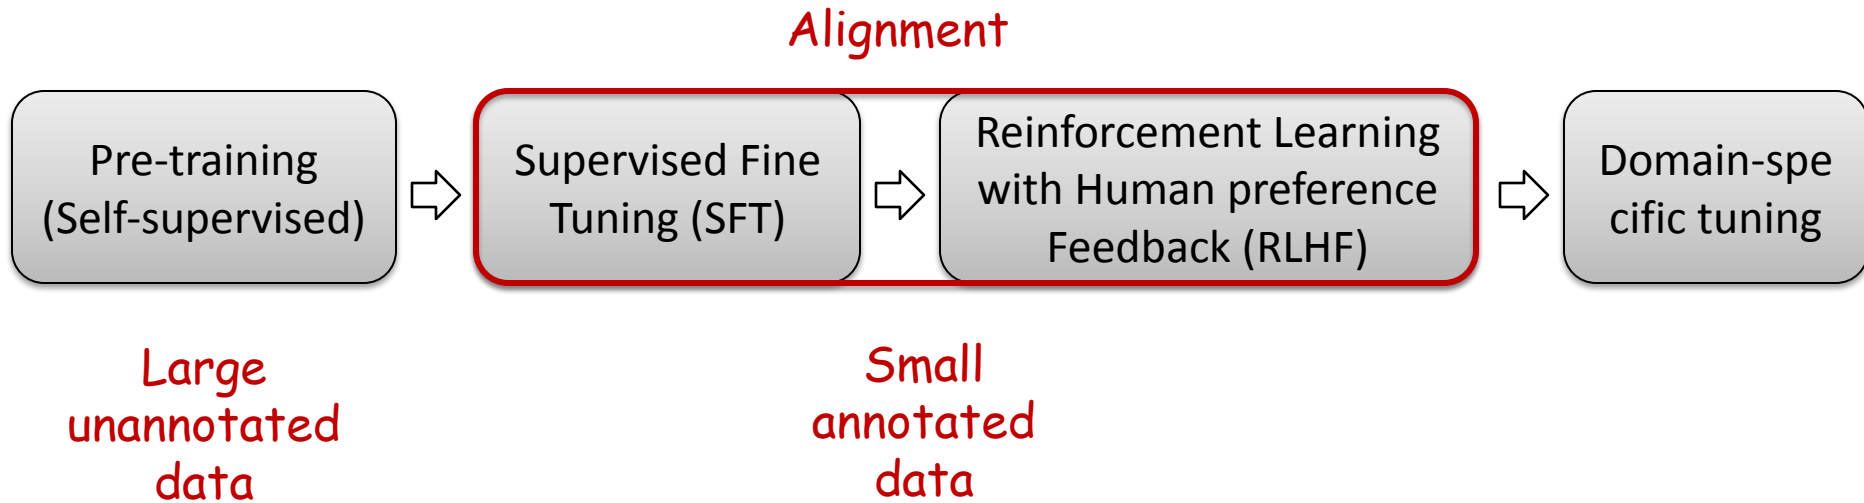 Alignment
Pre-training
(Self-supervised)
Supervised Fine
Tuning (SFT)
Reinforcement Learning
with Human preference
Feedback (RLHF)
Domain-spe
cific tuning
Large
unannotated
data
Small
annotated
data